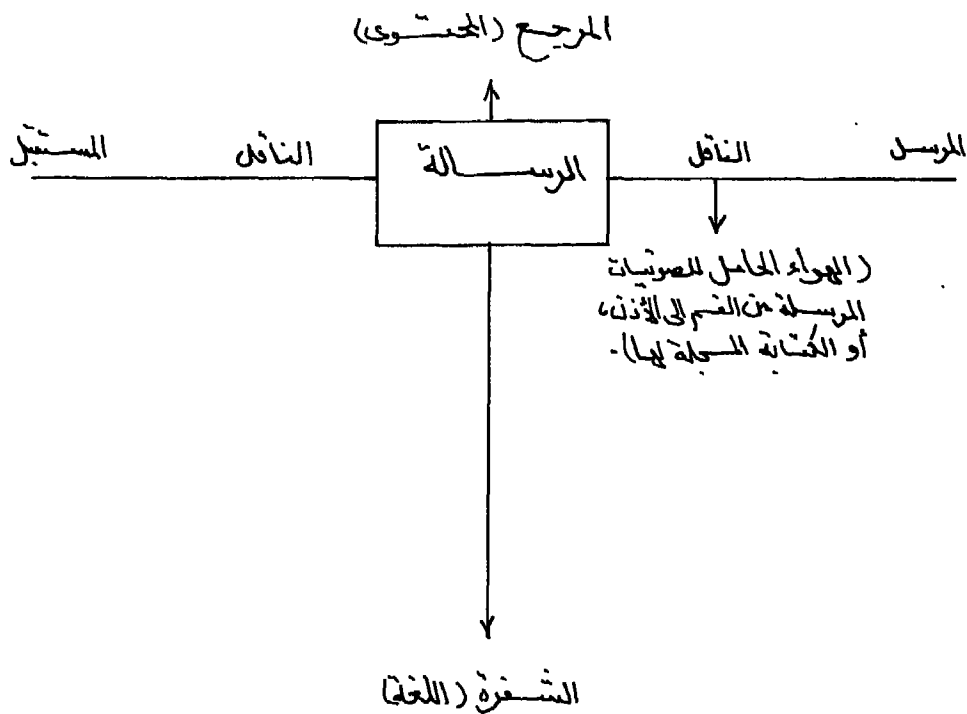 المرجع (المحتوى)
المرسل
الناقل
الرسالة
الناقل
المستقبل
(الهواء الحامل للصوتيات
المرسلة من الفم إلى الأذن،
أو الكتابة المسجلة لها).
الشفرة (اللغة)